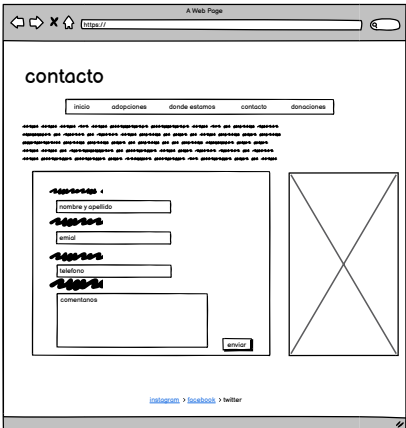 A Web Page
https://
contacto
inicio adopciones donde estamos contacto donaciones
nombre y apellido
emial
telefono
comentarios
enviar
instagram > facebook > twitter